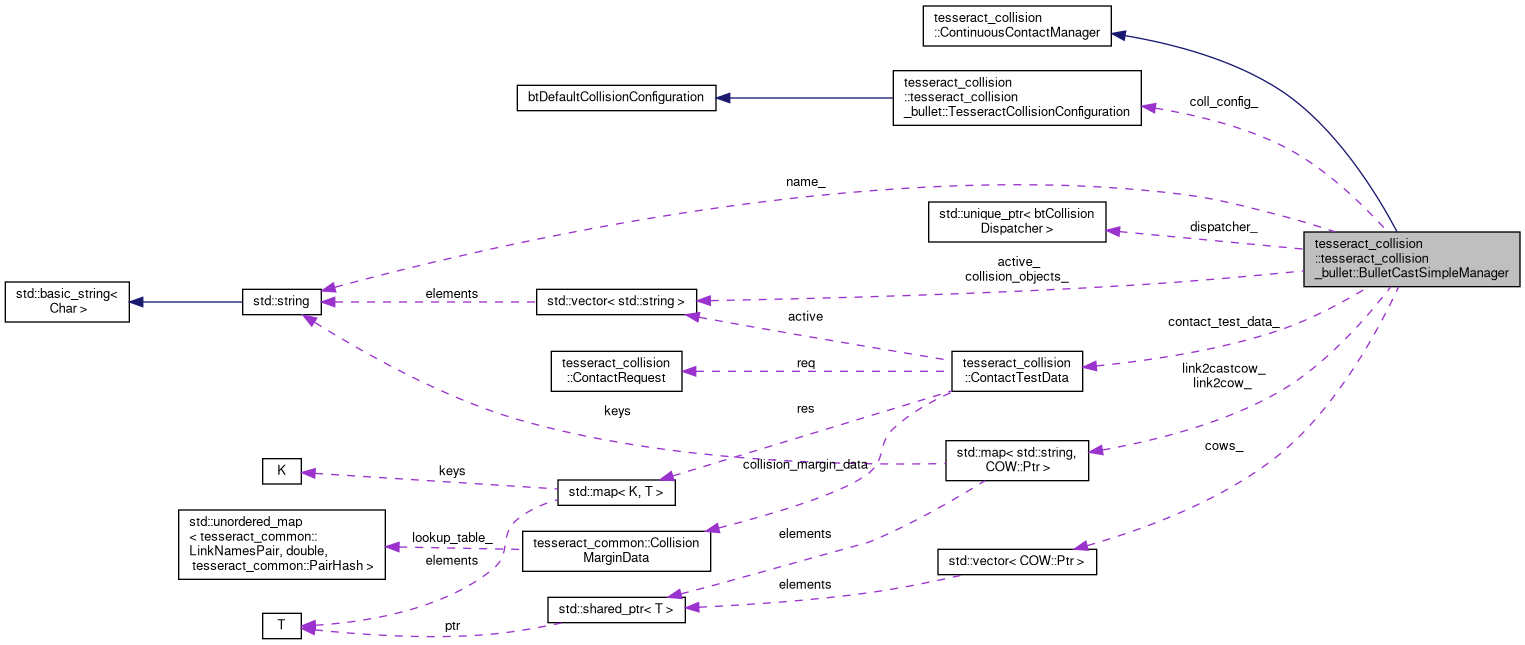 tesseract_collision
::ContinuousContactManager
tesseract_collision
::tesseract_collision
_bullet::TesseractCollisionConfiguration
btDefaultCollisionConfiguration
coll_config_
name_
std::unique_ptr< btCollision
Dispatcher >
dispatcher_
tesseract_collision
::tesseract_collision
_bullet::BulletCastSimpleManager
active_
collision_objects_
std::basic_string<
Char >
std::string
elements
std::vector< std::string >
active
contact_test_data_
tesseract_collision
::ContactRequest
req
tesseract_collision
::ContactTestData
link2castcow_
link2cow_
keys
res
cows_
std::map< std::string,
COW::Ptr >
collision_margin_data
K
keys
std::map< K, T >
std::unordered_map
< tesseract_common::
LinkNamesPair, double,
tesseract_common::PairHash >
lookup_table_
elements
tesseract_common::Collision
MarginData
elements
std::vector< COW::Ptr >
elements
std::shared_ptr< T >
ptr
T